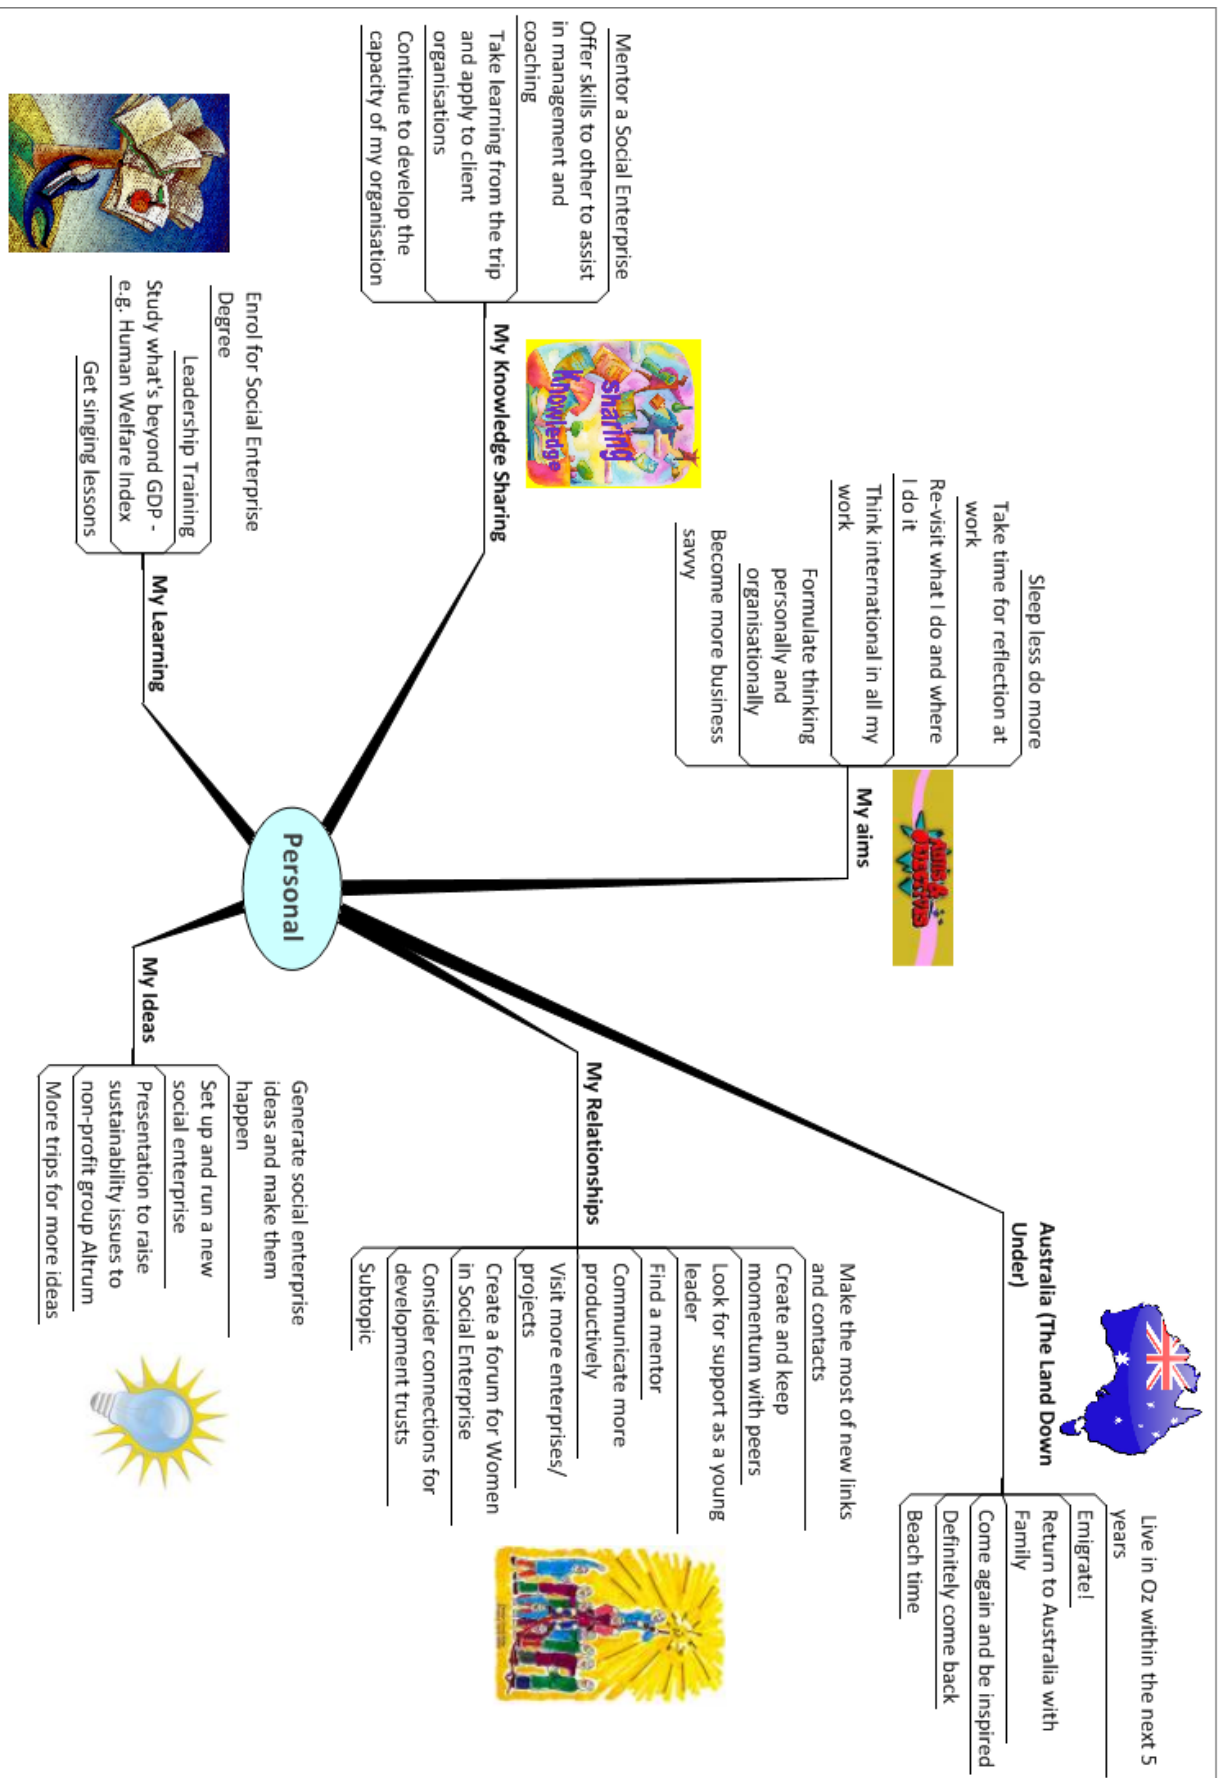 Personal
Australia (The Land Down
Under)
Live in Oz within the next 5
years
Emigrate!
Return to Australia with
Family
Come again and be inspired
Definitely come back
Beach time
My aims
AIMS &
OBJECTIVES
Sleep less do more
Take time for reflection at
work
Re-visit what I do and where
I do it
Think international in all my
work
Formulate thinking
personally and
organisationally
Become more business
savvy
My Relationships
Make the most of new links
and contacts
Create and keep
momentum with peers
Look for support as a young
leader
Find a mentor
Communicate more
productively
Visit more enterprises/
projects
Create a forum for Women
in Social Enterprise
Consider connections for
development trusts
Subtopic
My Knowledge Sharing
sharing
Knowledge
Mentor a Social Enterprise
Offer skills to other to assist
in management and
coaching
Take learning from the trip
and apply to client
organisations
Continue to develop the
capacity of my organisation
My Learning
Enrol for Social Enterprise
Degree
Leadership Training
Study what's beyond GDP -
e.g. Human Welfare Index
Get singing lessons
My Ideas
Generate social enterprise
ideas and make them
happen
Set up and run a new
social enterprise
Presentation to raise
sustainability issues to
non-profit group Altrum
More trips for more ideas